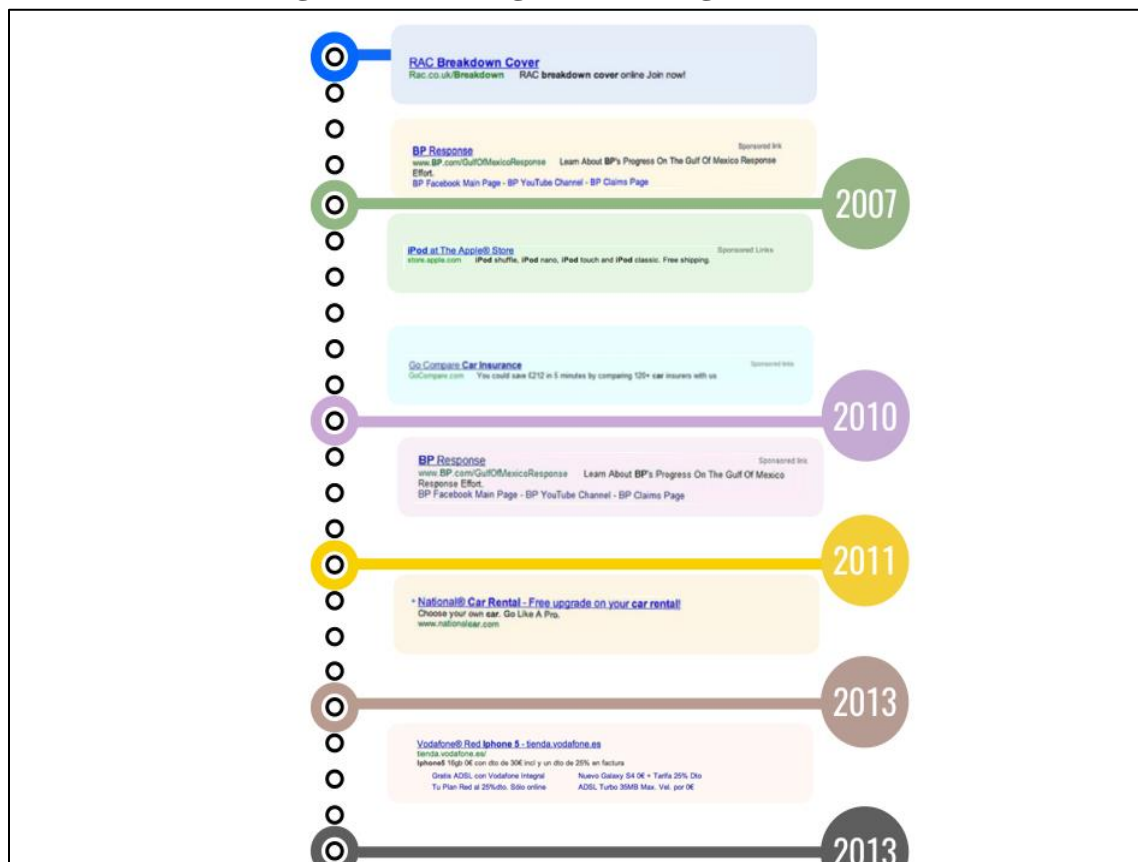 RAC Breakdown Cover
Rac.co.uk/Breakdown RAC breakdown cover online Join now!
BP Response Sponsored link
www.BP.com/GulfOfMexicoResponse Learn About BP's Progress On The Gulf Of Mexico Response
Effort.
BP Facebook Main Page - BP YouTube Channel - BP Claims Page
2007
iPod at The Apple® Store Sponsored Links
store.apple.com iPod shuffle, iPod nano, iPod touch and iPod classic. Free shipping.
Go Compare Car Insurance Sponsored links
GoCompare.com You could save £212 in 5 minutes by comparing 120+ car insurers with us
2010
BP Response Sponsored link
www.BP.com/GulfOfMexicoResponse Learn About BP's Progress On The Gulf Of Mexico
Response Effort.
BP Facebook Main Page - BP YouTube Channel - BP Claims Page
2011
National® Car Rental - Free upgrade on your car rental!
Choose your own car. Go Like A Pro.
www.nationalcar.com
2013
Vodafone® Red Iphone 5 - tienda.vodafone.es
tienda.vodafone.es/
Iphone5 16gb 0€ con dto de 30€ incl y un dto de 25% en factura
Gratis ADSL con Vodafone Integral Nuevo Galaxy S4 0€ + Tarifa 25% Dto
Tu Plan Red al 25%dto. Sólo online ADSL Turbo 35MB Max. Vel. por 0€
2013